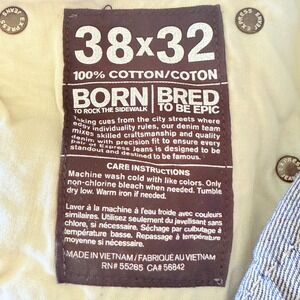 38x32
100% COTTON/COTON
BORN BRED
TO ROCK THE SIDEWALK TO BE EPIC
Taking cues from the city streets where
individuality rules, our denim team
mixes skilled craftsmanship and quality
denim with precision fit to ensure every
pair of Express Jeans is designed to be
standout and destined to be famous.
CARE INSTRUCTIONS
Machine wash cold with like colors. Only
non-chlorine bleach when needed. Tumble
dry low. Warm iron if needed.
Laver à la machine à l'eau froide avec couleurs
similaires. Utilisez seulement du javellisant sans
chlore, si nécessaire. Séchage par culbutage à
température basse. Repassage à température
moyenne si nécessaire.
MADE IN VIETNAM / FABRIQUÉ AU VIETNAM
RN# 55285 CA# 56842
EXPRESS
JEANS